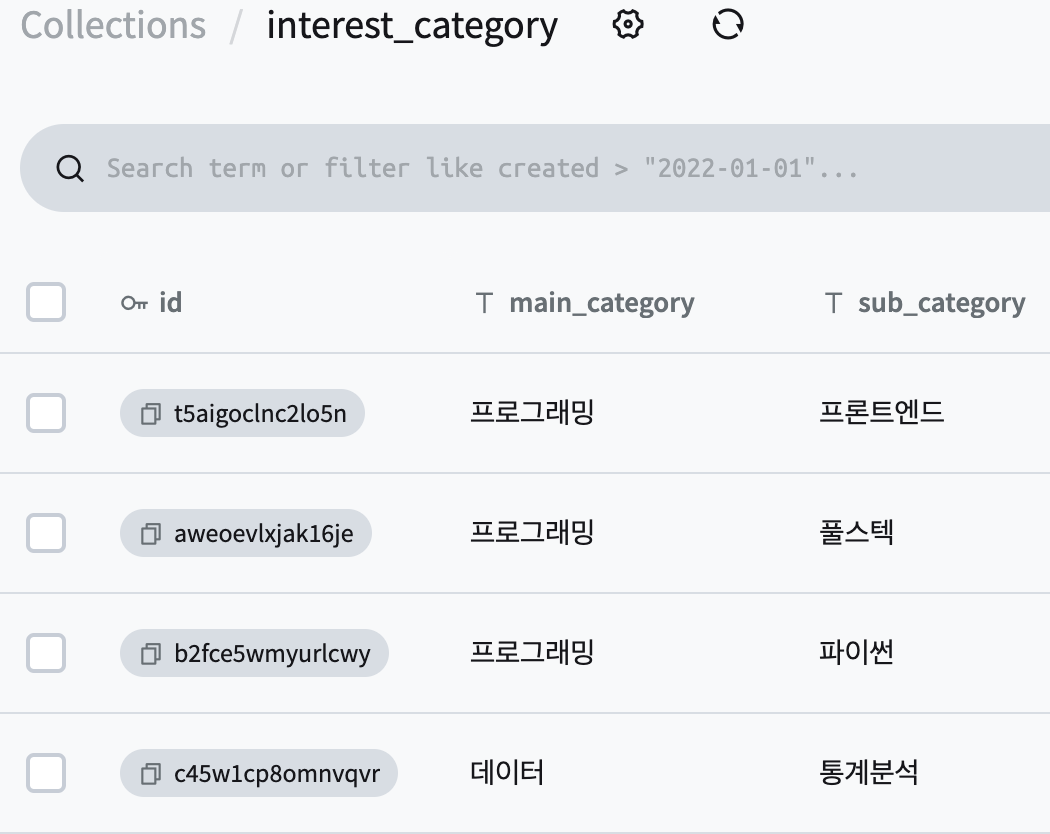 Collections / interest_category
Search term or filter like created > "2022-01-01"...
id main_category sub_category
t5aigoclnc2lo5n 프로그래밍 프론트엔드
aweoevlxjak16je 프로그래밍 풀스텍
b2fce5wmyurlcwy 프로그래밍 파이썬
c45w1cp8omnvqvr 데이터 통계분석